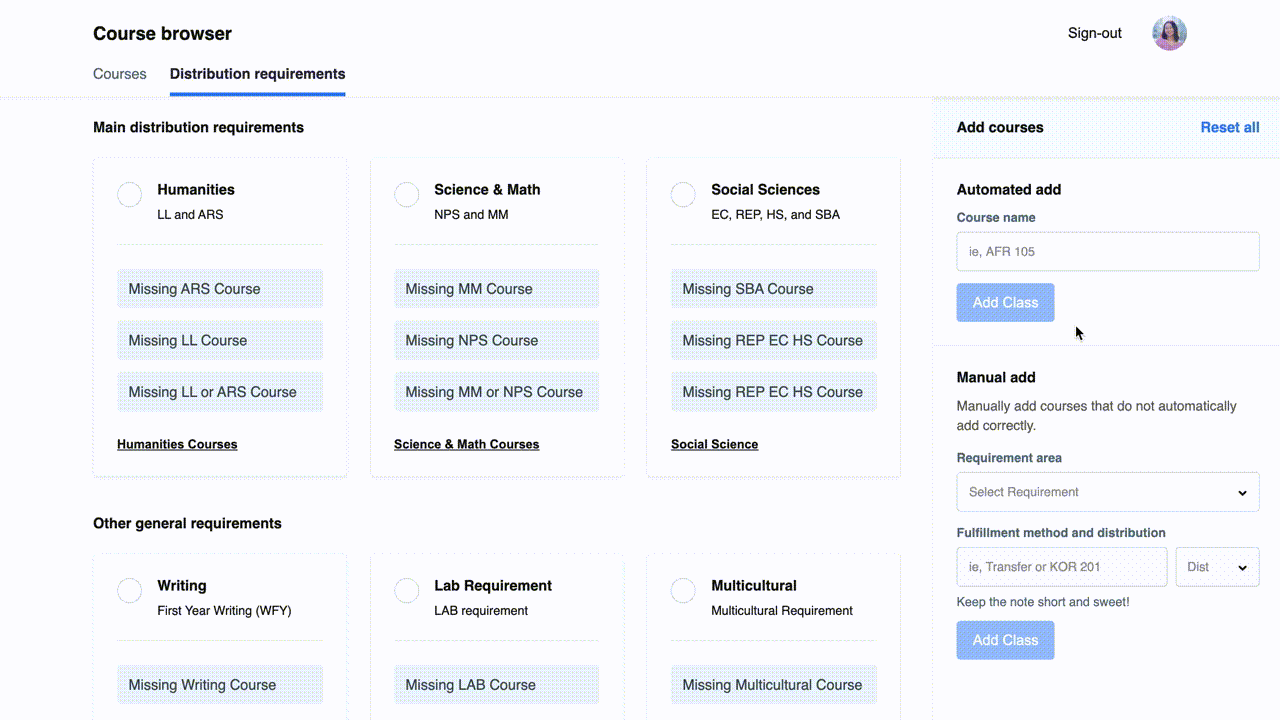 Course browser
Sign-out
Courses
Distribution requirements
Main distribution requirements
Humanities
LL and ARS
Missing ARS Course
Missing LL Course
Missing LL or ARS Course
Humanities Courses
Science & Math
NPS and MM
Missing MM Course
Missing NPS Course
Missing MM or NPS Course
Science & Math Courses
Social Sciences
EC, REP, HS, and SBA
Missing SBA Course
Missing REP EC HS Course
Missing REP EC HS Course
Social Science
Other general requirements
Writing
First Year Writing (WFY)
Missing Writing Course
Lab Requirement
LAB requirement
Missing LAB Course
Multicultural
Multicultural Requirement
Missing Multicultural Course
Add courses
Reset all
Automated add
Course name
ie, AFR 105
Add Class
Manual add
Manually add courses that do not automatically
add correctly.
Requirement area
Select Requirement
Fulfillment method and distribution
ie, Transfer or KOR 201
Dist
Keep the note short and sweet!
Add Class